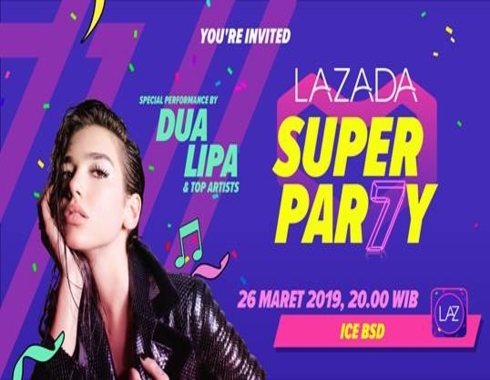 YOU'RE INVITED
SPECIAL PERFORMANCE BY
DUA
LIPA
& TOP ARTISTS
LAZADA
SUPER
PAR7Y
26 MARET 2019, 20.00 WIB
ICE BSD
LAZ